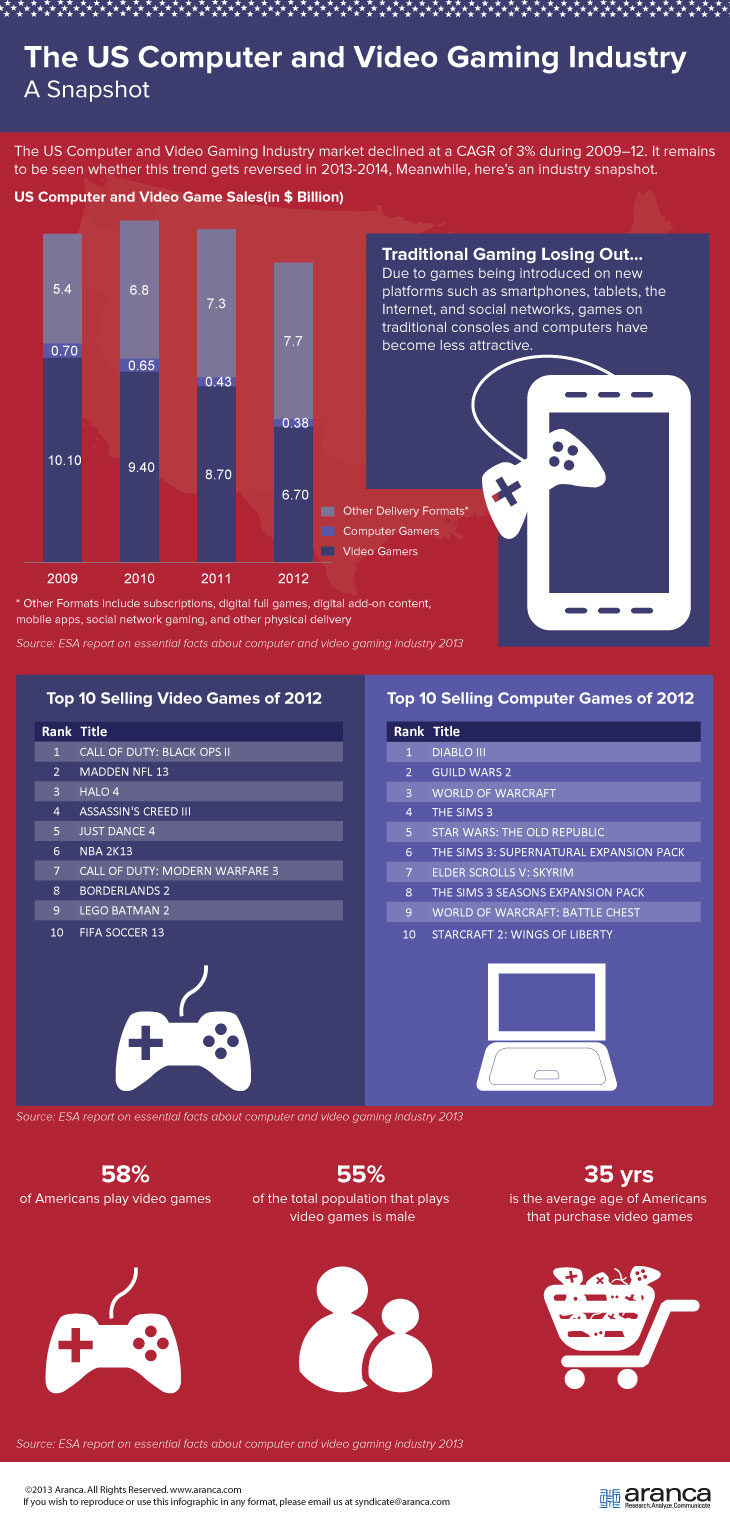 The US Computer and Video Gaming Industry
A Snapshot
The US Computer and Video Gaming Industry market declined at a CAGR of 3% during 2009–12. It remains
to be seen whether this trend gets reversed in 2013-2014, Meanwhile, here's an industry snapshot.
US Computer and Video Game Sales(in $ Billion)
5.4
0.70
10.10
6.8
0.65
9.40
7.3
0.43
8.70
7.7
0.38
6.70
2009
2010
2011
2012
Other Delivery Formats*
Computer Gamers
Video Gamers
Traditional Gaming Losing Out...
Due to games being introduced on new
platforms such as smartphones, tablets, the
Internet, and social networks, games on
traditional consoles and computers have
become less attractive.
* Other Formats include subscriptions, digital full games, digital add-on content,
mobile apps, social network gaming, and other physical delivery
Source: ESA report on essential facts about computer and video gaming industry 2013
Top 10 Selling Video Games of 2012
Rank Title
1 CALL OF DUTY: BLACK OPS II
2 MADDEN NFL 13
3 HALO 4
4 ASSASSIN'S CREED III
5 JUST DANCE 4
6 NBA 2K13
7 CALL OF DUTY: MODERN WARFARE 3
8 BORDERLANDS 2
9 LEGO BATMAN 2
10 FIFA SOCCER 13
Top 10 Selling Computer Games of 2012
Rank Title
1 DIABLO III
2 GUILD WARS 2
3 WORLD OF WARCRAFT
4 THE SIMS 3
5 STAR WARS: THE OLD REPUBLIC
6 THE SIMS 3: SUPERNATURAL EXPANSION PACK
7 ELDER SCROLLS V: SKYRIM
8 THE SIMS 3 SEASONS EXPANSION PACK
9 WORLD OF WARCRAFT: BATTLE CHEST
10 STARCRAFT 2: WINGS OF LIBERTY
Source: ESA report on essential facts about computer and video gaming industry 2013
58%
of Americans play video games
55%
of the total population that plays
video games is male
35 yrs
is the average age of Americans
that purchase video games
Source: ESA report on essential facts about computer and video gaming industry 2013
©2013 Aranca. All Rights Reserved. www.aranca.com
If you wish to reproduce or use this infographic in any format, please email us at syndicate@aranca.com
aranca
Research.Analyze.Communicate